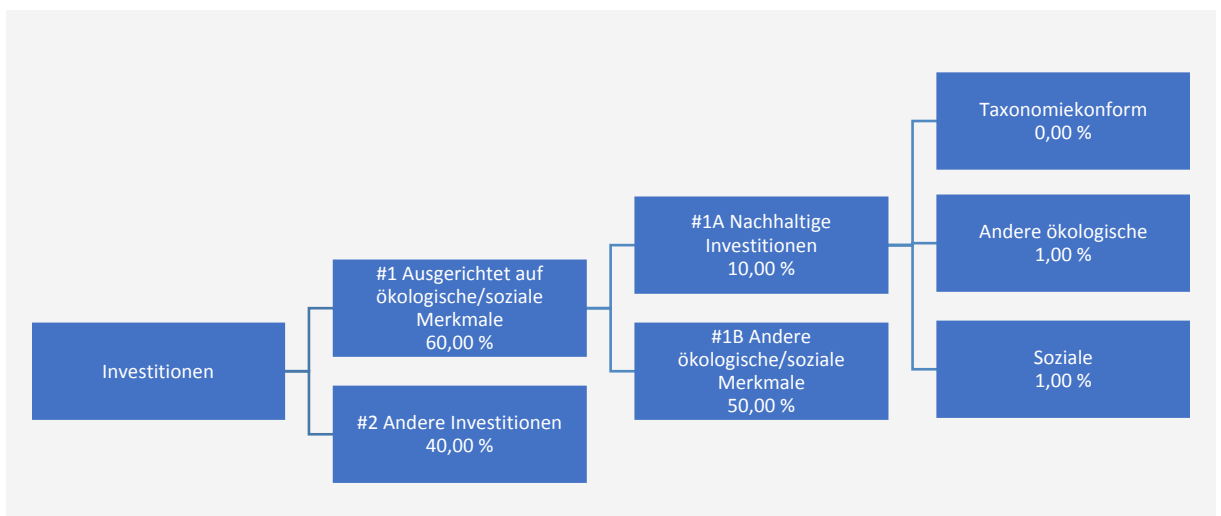 Investitionen
#1 Ausgerichtet auf
ökologische/soziale
Merkmale
60,00 %
#2 Andere Investitionen
40,00 %
#1A Nachhaltige
Investitionen
10,00 %
#1B Andere
ökologische/soziale
Merkmale
50,00 %
Taxonomiekonform
0,00 %
Andere ökologische
1,00 %
Soziale
1,00 %